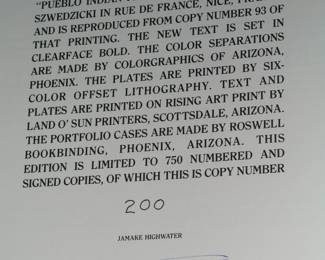 "PUEBLO INDIAN
SZWEDZICKI IN RUE DE FRANCE, NICE,
AND IS REPRODUCED FROM COPY NUMBER 93 OF
THAT PRINTING. THE NEW TEXT IS SET IN
CLEARFACE BOLD. THE COLOR SEPARATIONS
ARE MADE BY COLORGRAPHICS OF ARIZONA,
PHOENIX. THE PLATES ARE PRINTED BY SIX-
COLOR OFFSET LITHOGRAPHY. TEXT AND
PLATES ARE PRINTED ON RISING ART PRINT BY
LAND O' SUN PRINTERS, SCOTTSDALE, ARIZONA.
THE PORTFOLIO CASES ARE MADE BY ROSWELL
BOOKBINDING, PHOENIX, ARIZONA. THIS
EDITION IS LIMITED TO 750 NUMBERED AND
SIGNED COPIES, OF WHICH THIS IS COPY NUMBER
200
JAMAKE HIGHWATER